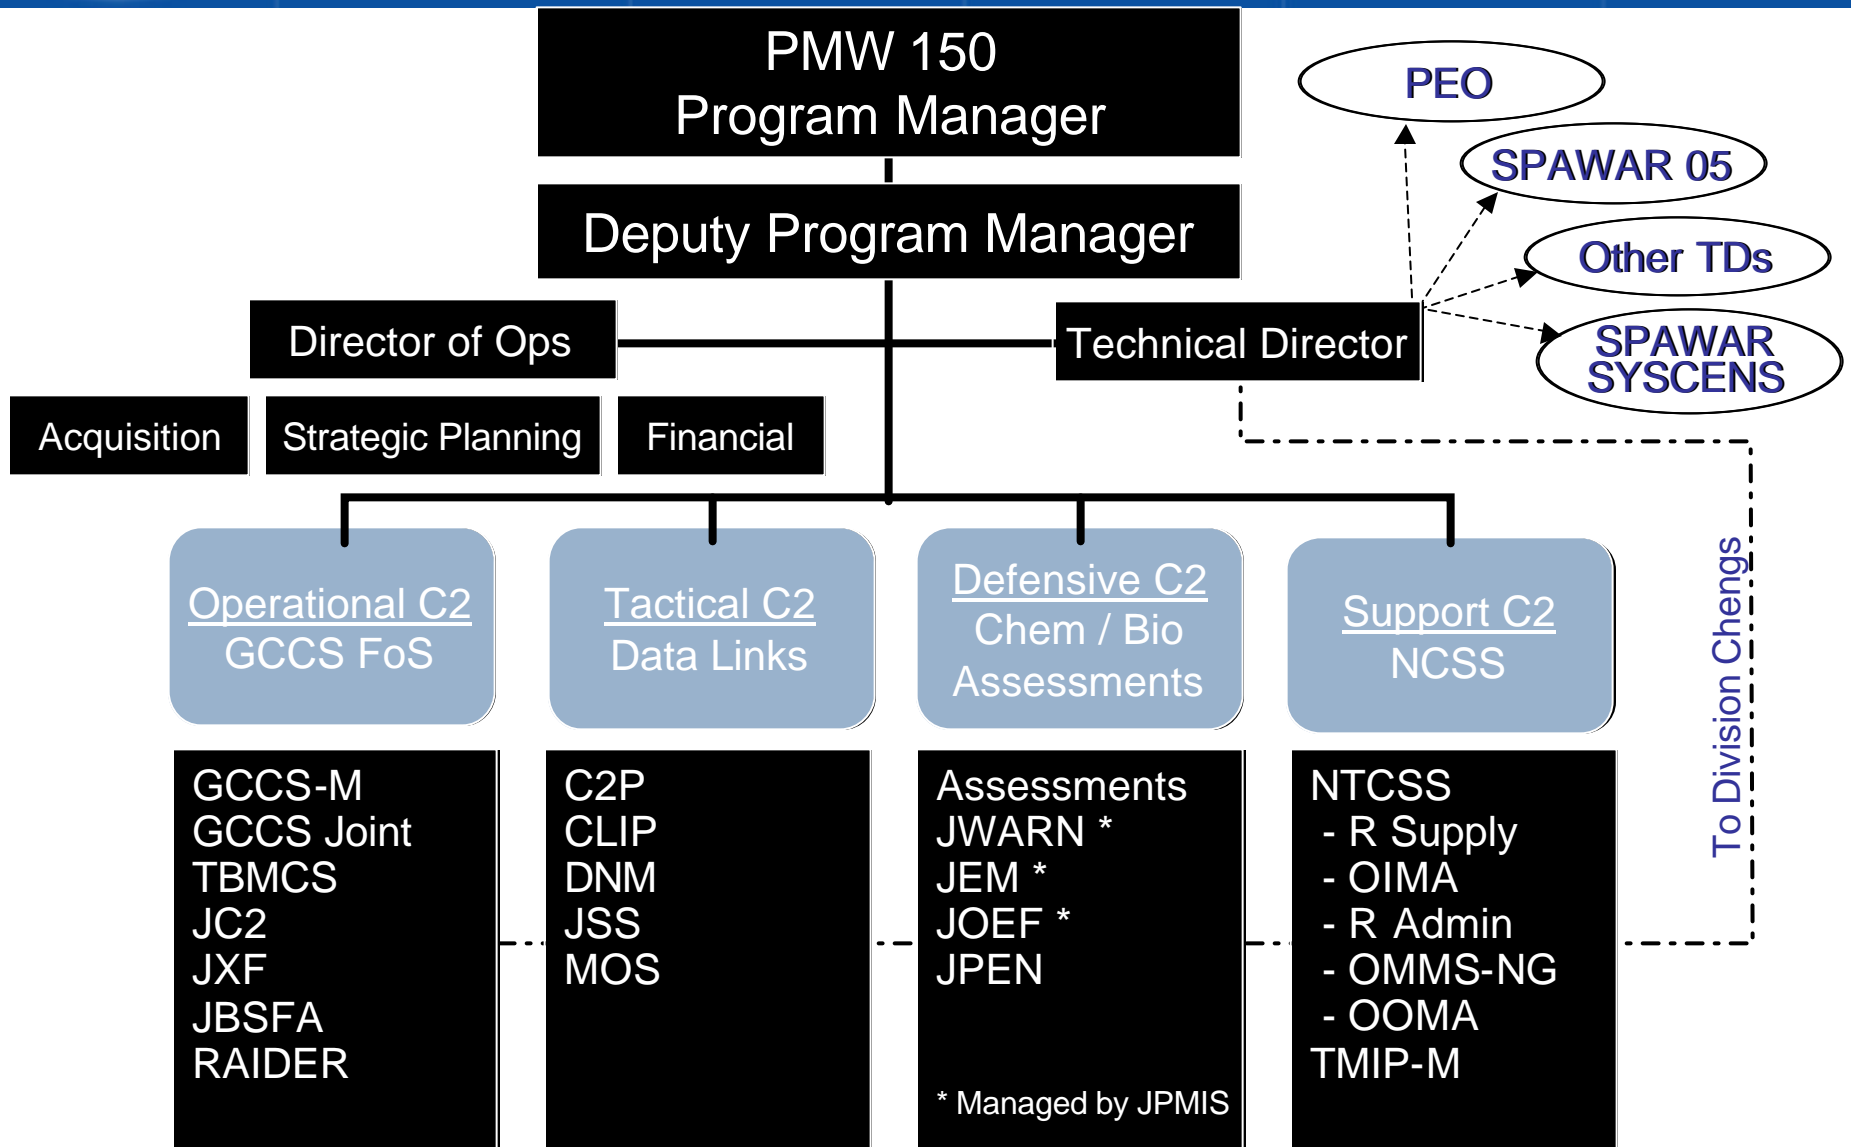 PMW 150
Program Manager
PEO
SPAWAR 05
Deputy Program Manager
Other TDs
Director of Ops
Technical Director
SPAWAR
SYSCENS
Acquisition
Strategic Planning
Financial
Operational C2
GCCS FoS
Tactical C2
Data Links
Defensive C2
Chem / Bio
Assessments
Support C2
NCSS
To Division Chengs
GCCS-M
GCCS Joint
TBMCS
JC2
JXF
JBSFA
RAIDER
C2P
CLIP
DNM
JSS
MOS
Assessments
JWARN *
JEM *
JOEF *
JPEN
* Managed by JPMIS
NTCSS
- R Supply
- OIMA
- R Admin
- OMMS-NG
- OOMA
TMIP-M